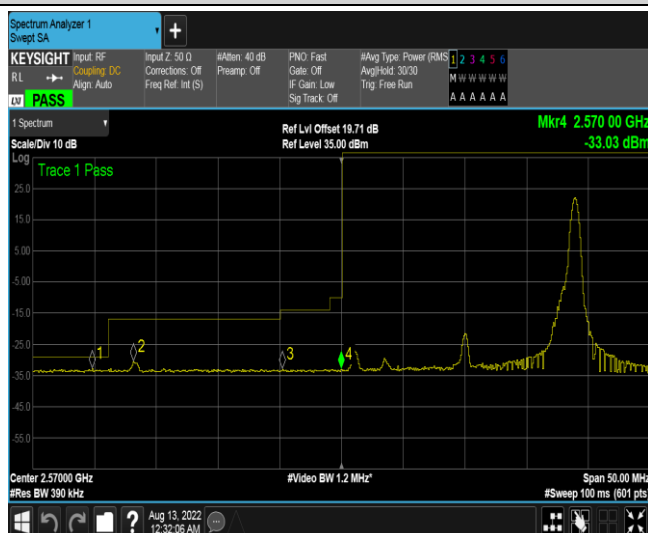 Spectrum Analyzer 1
Swept SA
+
KEYSIGHT Input: RF Input Z: 50 Ω #Atten: 40 dB PNO: Fast #Avg Type: Power (RMS 1 2 3 4 5 6
R L Coupling: DC Corrections: Off Preamp: Off Gate: Off Avg|Hold: 30/30 M W W W W W
Align: Auto Freq Ref: Int (S) IF Gain: Low Trig: Free Run
LXI PASS Sig Track: Off A A A A A A
1 Spectrum Ref Lvl Offset 19.71 dB Mkr4 2.570 00 GHz
Scale/Div 10 dB Ref Level 35.00 dBm -33.03 dBm
Log
Trace 1 Pass
25.0
15.0
5.00
-5.00
-15.0
1 2 3 4
-25.0
-35.0
-45.0
-55.0
Center 2.57000 GHz #Video BW 1.2 MHz* Span 50.00 MHz
#Res BW 390 kHz #Sweep 100 ms (601 pts)
? Aug 13, 2022
12:32:06 AM